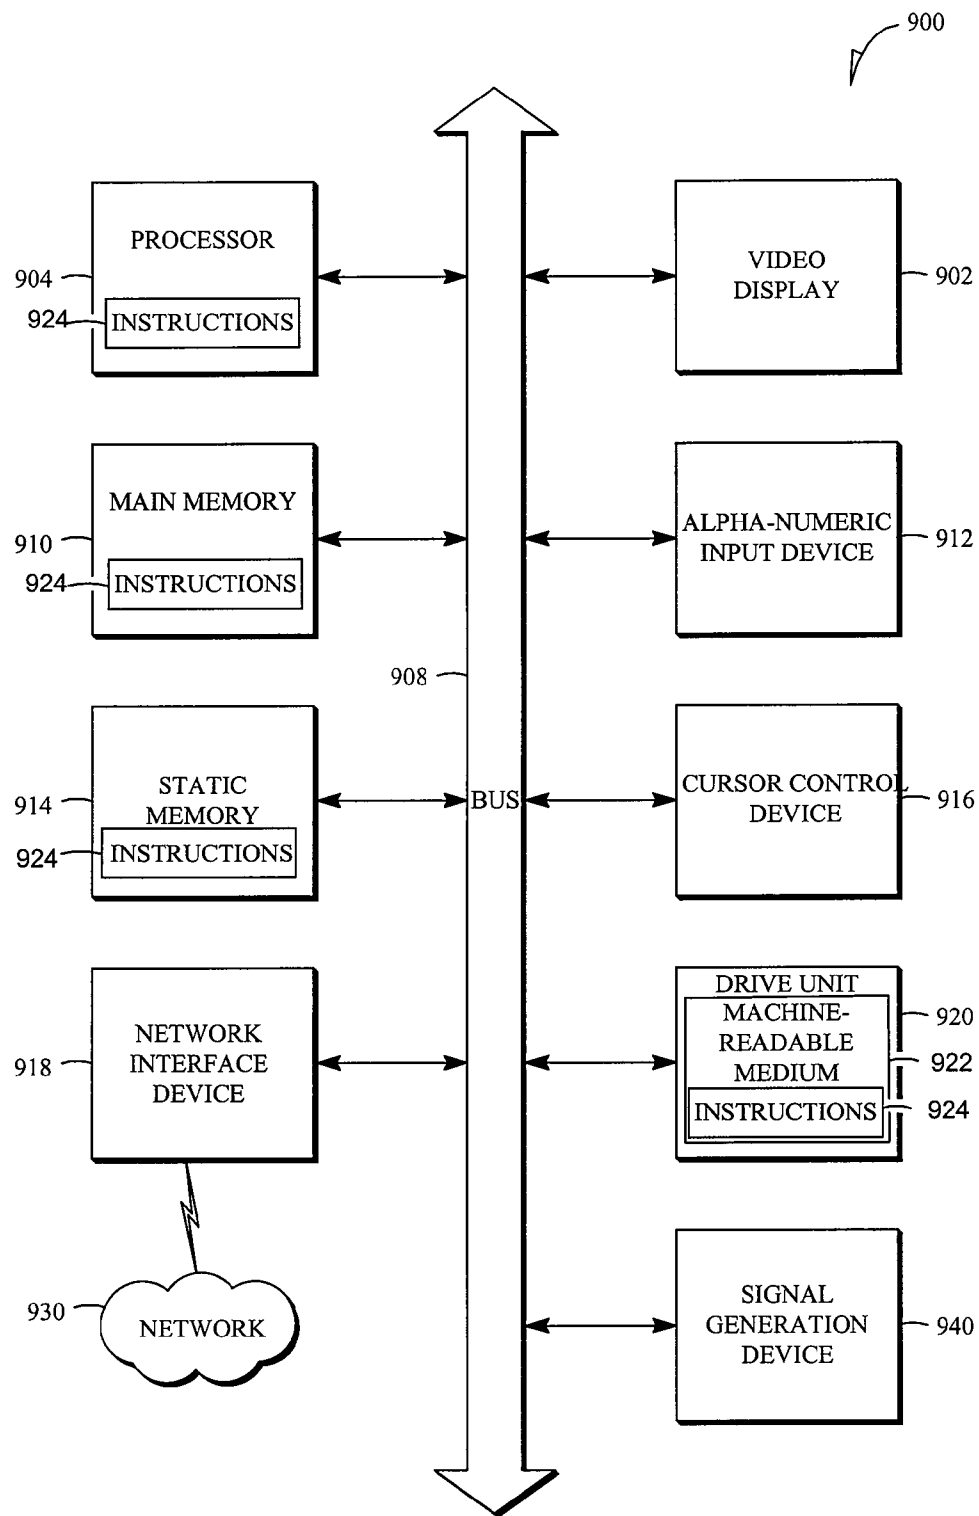 900
PROCESSOR
904
924
INSTRUCTIONS
VIDEO
DISPLAY
902
MAIN MEMORY
910
924
INSTRUCTIONS
ALPHA-NUMERIC
INPUT DEVICE
912
908
STATIC
MEMORY
914
924
INSTRUCTIONS
BUS
CURSOR CONTROL
DEVICE
916
NETWORK
INTERFACE
DEVICE
918
DRIVE UNIT
920
MACHINE-
READABLE
MEDIUM
922
INSTRUCTIONS
924
930
NETWORK
SIGNAL
GENERATION
DEVICE
940